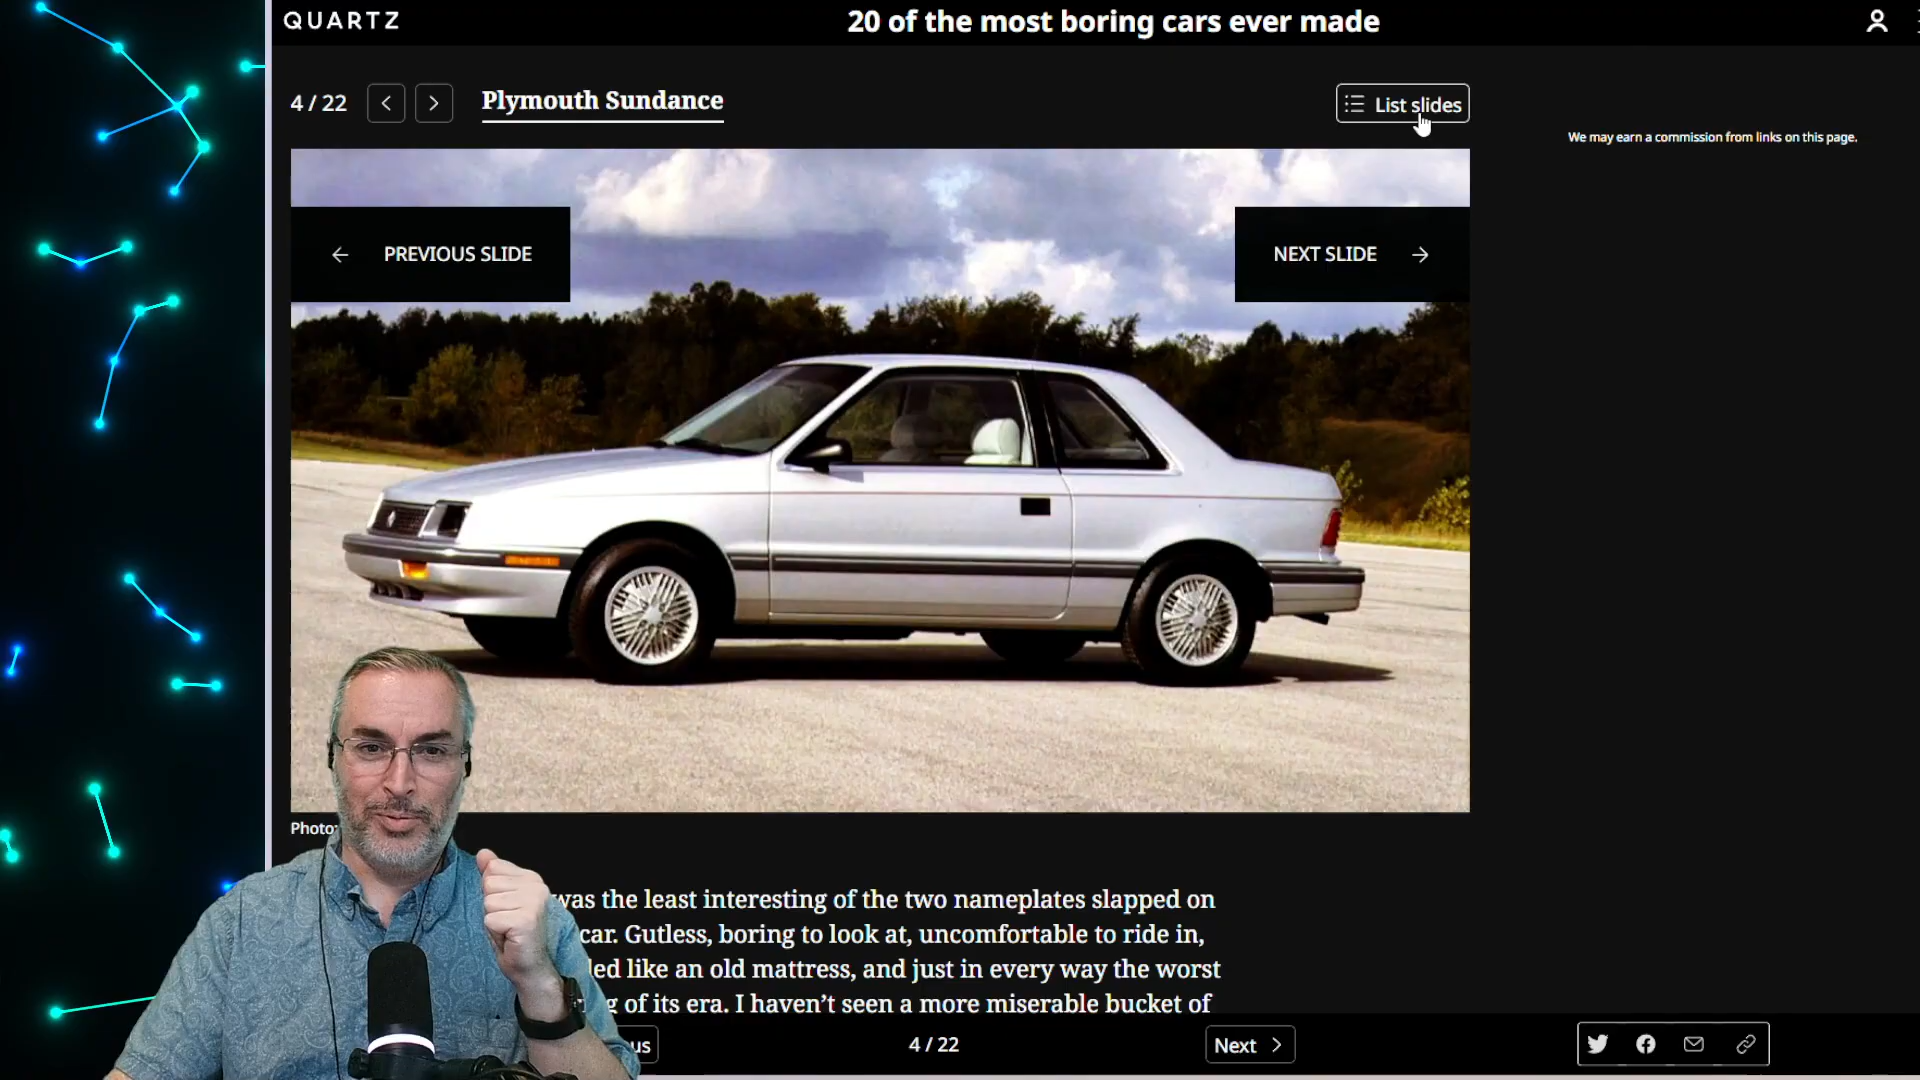 QUARTZ
20 of the most boring cars ever made
4 / 22
Plymouth Sundance
List slides
We may earn a commission from links on this page.
PREVIOUS SLIDE
NEXT SLIDE
Photo:
was the least interesting of the two nameplates slapped on
car. Gutless, boring to look at, uncomfortable to ride in,
like an old mattress, and just in every way the worst
of its era. I haven't seen a more miserable bucket of
4 / 22
Next